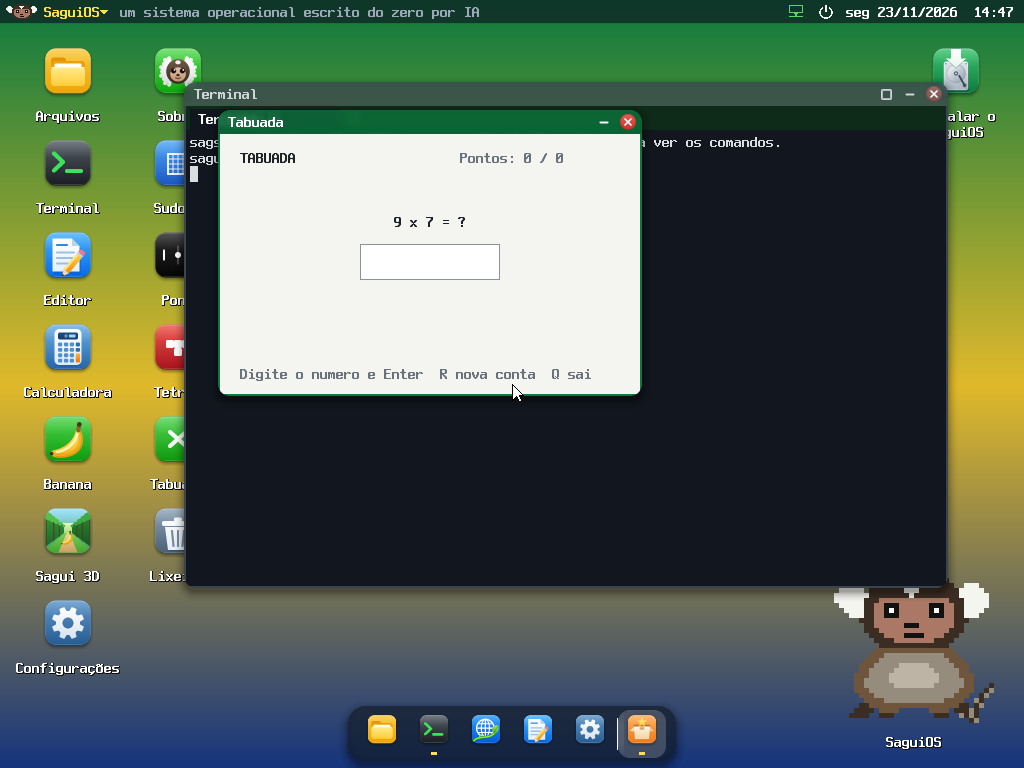 SaguiOS um sistema operacional escrito do zero por IA seg 23/11/2026 14:47
Arquivos
Terminal
Editor
Calculadora
Banana
Sagui 3D
Configurações
Terminal
ver os comandos.
Tabuada
TABUADA Pontos: 0 / 0
9 x 7 = ?
Digite o numero e Enter R nova conta Q sai
SaguiOS